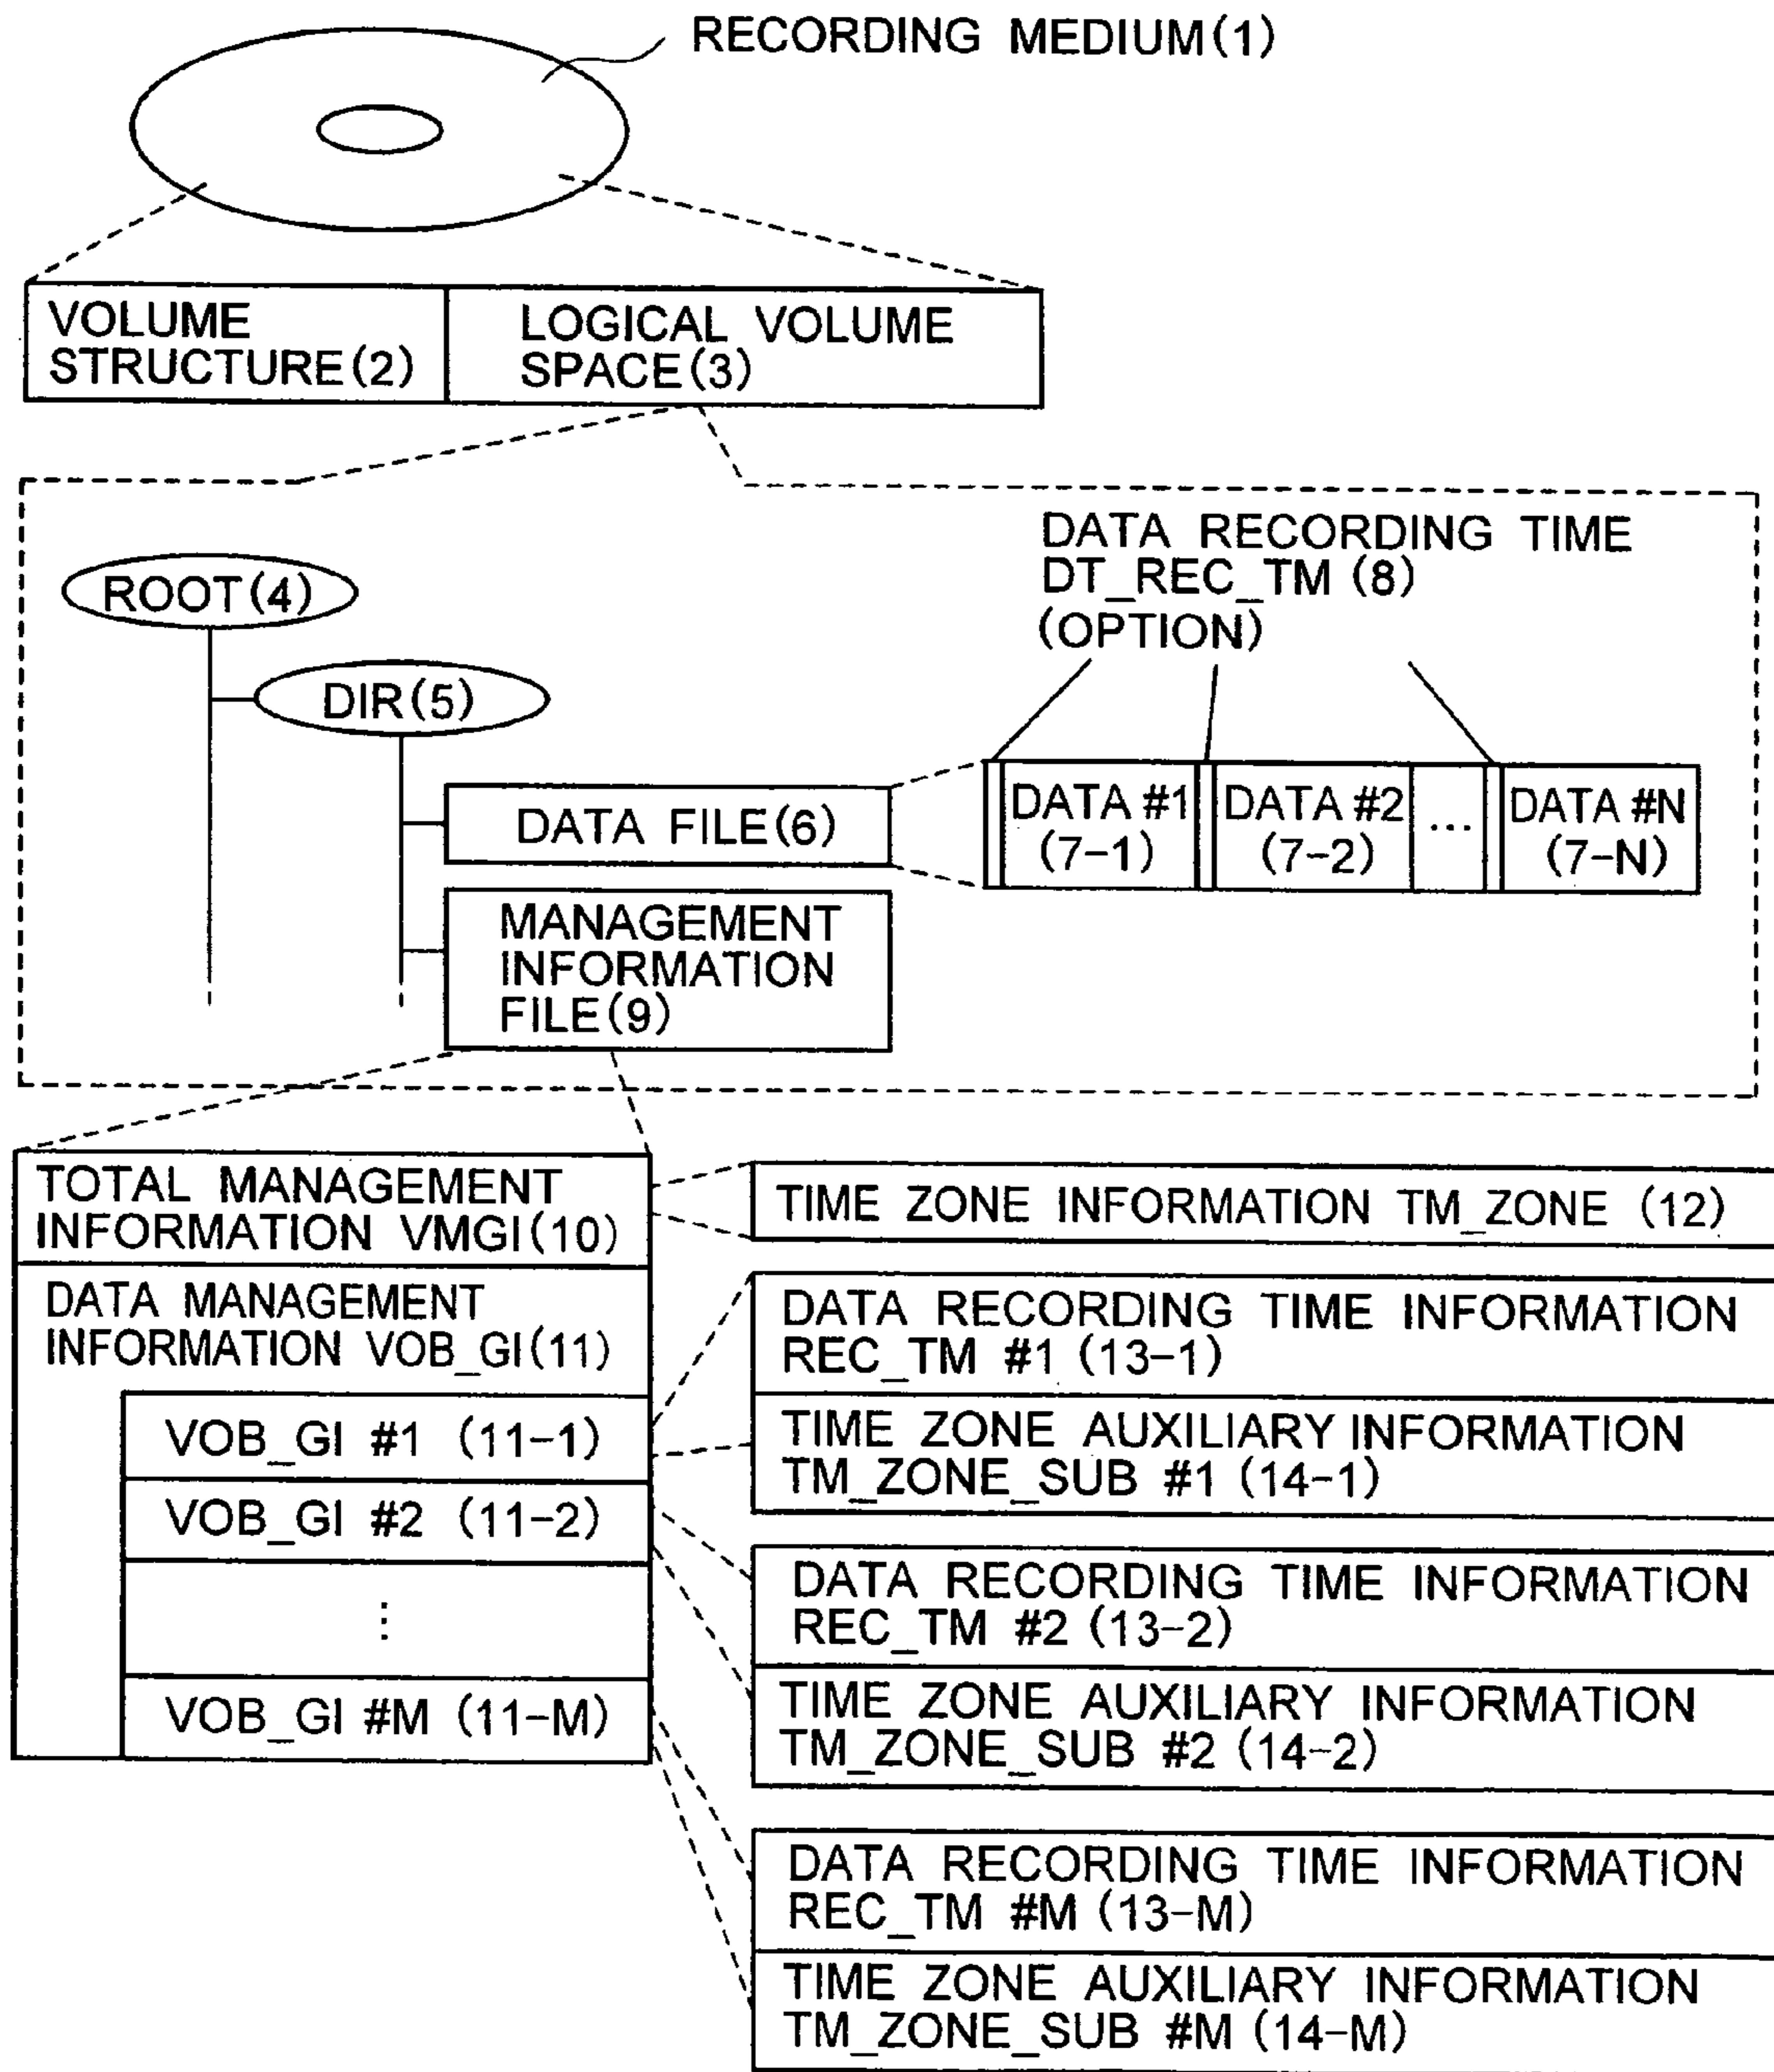 RECORDING MEDIUM(1)
VOLUME
STRUCTURE(2)
LOGICAL VOLUME
SPACE(3)
DATA RECORDING TIME
DT_REC_TM (8)
(OPTION)
ROOT(4)
DIR(5)
DATA FILE(6)
DATA #1
(7-1)
DATA #2
(7-2)
...
DATA #N
(7-N)
MANAGEMENT
INFORMATION
FILE(9)
TOTAL MANAGEMENT
INFORMATION VMGI(10)
TIME ZONE INFORMATION TM_ZONE (12)
DATA MANAGEMENT
INFORMATION VOB_GI(11)
VOB_GI #1 (11-1)
VOB_GI #2 (11-2)
⋮
VOB_GI #M (11-M)
DATA RECORDING TIME INFORMATION
REC_TM #1 (13-1)
TIME ZONE AUXILIARY INFORMATION
TM_ZONE_SUB #1 (14-1)
DATA RECORDING TIME INFORMATION
REC_TM #2 (13-2)
TIME ZONE AUXILIARY INFORMATION
TM_ZONE_SUB #2 (14-2)
DATA RECORDING TIME INFORMATION
REC_TM #M (13-M)
TIME ZONE AUXILIARY INFORMATION
TM_ZONE_SUB #M (14-M)